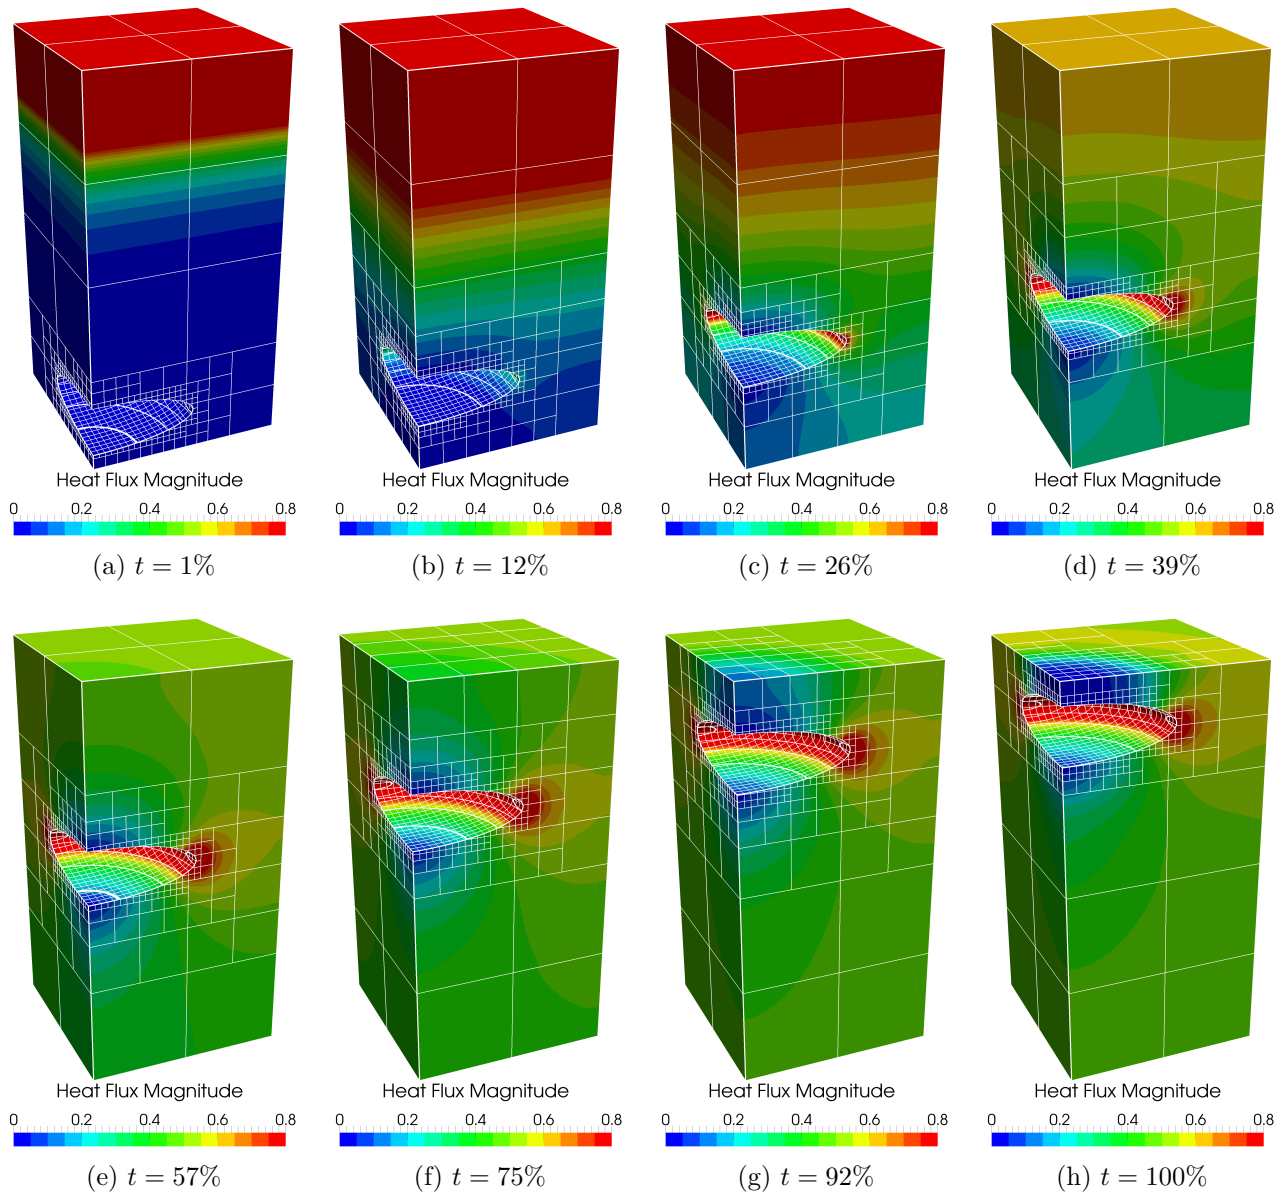 Heat Flux Magnitude Heat Flux Magnitude Heat Flux Magnitude Heat Flux Magnitude
0 0.2 0.4 0.6 0.8 0 0.2 0.4 0.6 0.8 0 0.2 0.4 0.6 0.8 0 0.2 0.4 0.6 0.8
(a) t = 1% (b) t = 12% (c) t = 26% (d) t = 39%
Heat Flux Magnitude Heat Flux Magnitude Heat Flux Magnitude Heat Flux Magnitude
0 0.2 0.4 0.6 0.8 0 0.2 0.4 0.6 0.8 0 0.2 0.4 0.6 0.8 0 0.2 0.4 0.6 0.8
(e) t = 57% (f) t = 75% (g) t = 92% (h) t = 100%